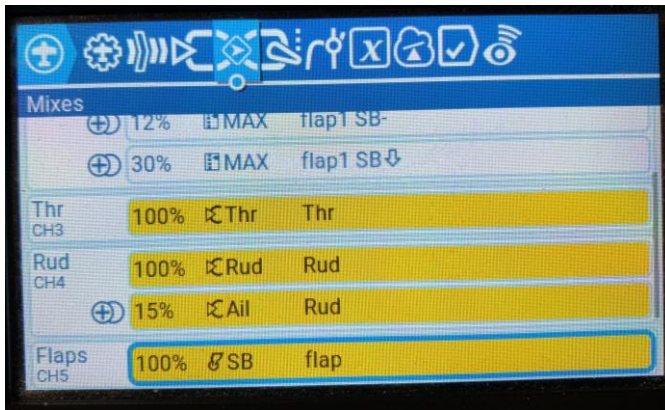 Mixes
12% MAX flap1 SB-
30% MAX flap1 SB
Thr 100% Thr Thr
CH3
Rud 100% Rud Rud
CH4
15% Ail Rud
Flaps 100% SB flap
CH5